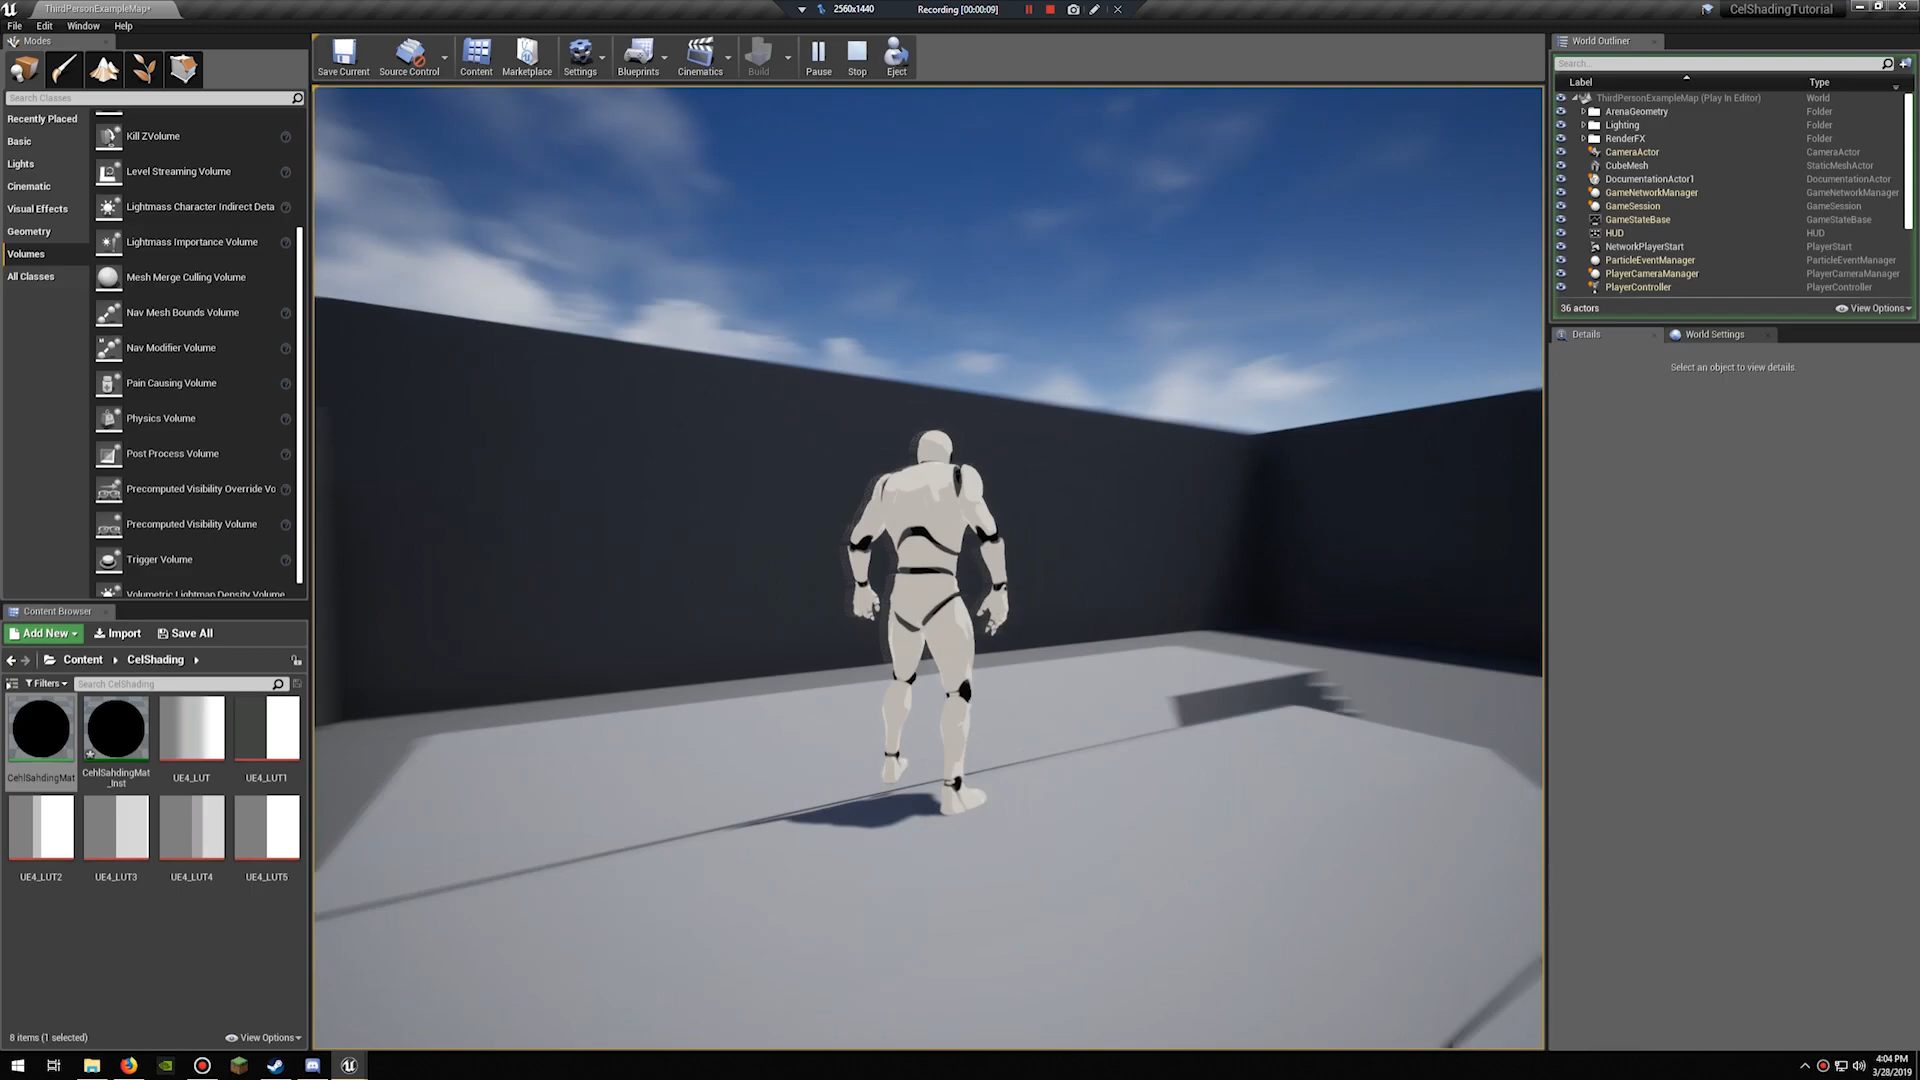 ThirdPersonExampleMap*
2560x1440
Recording [00:00:09]
CelShadingTutorial
File
Edit
Window
Help
Modes
Save Current
Source Control
Content
Marketplace
Settings
Blueprints
Cinematics
Build
Pause
Stop
Eject
Search Classes
Recently Placed
Basic
Lights
Cinematic
Visual Effects
Geometry
Volumes
All Classes
Kill ZVolume
Level Streaming Volume
Lightmass Character Indirect Deta
Lightmass Importance Volume
Mesh Merge Culling Volume
Nav Mesh Bounds Volume
Nav Modifier Volume
Pain Causing Volume
Physics Volume
Post Process Volume
Precomputed Visibility Override Vo
Precomputed Visibility Volume
Trigger Volume
Volumetric Lightmap Density Volume
Content Browser
Add New
Import
Save All
Content
CelShading
Filters
Search CelShading
CehlSahdingMat
CehlSahdingMat
_Inst
UE4_LUT
UE4_LUT1
UE4_LUT2
UE4_LUT3
UE4_LUT4
UE4_LUT5
8 items (1 selected)
View Options
World Outliner
Search...
Label
Type
ThirdPersonExampleMap (Play In Editor) World
ArenaGeometry Folder
Lighting Folder
RenderFX Folder
CameraActor CameraActor
CubeMesh StaticMeshActor
DocumentationActor1 DocumentationActor
GameNetworkManager GameNetworkManager
GameSession GameSession
GameStateBase GameStateBase
HUD HUD
NetworkPlayerStart PlayerStart
ParticleEventManager ParticleEventManager
PlayerCameraManager PlayerCameraManager
PlayerController PlayerController
36 actors
View Options
Details
World Settings
Select an object to view details.
4:04 PM
3/28/2019